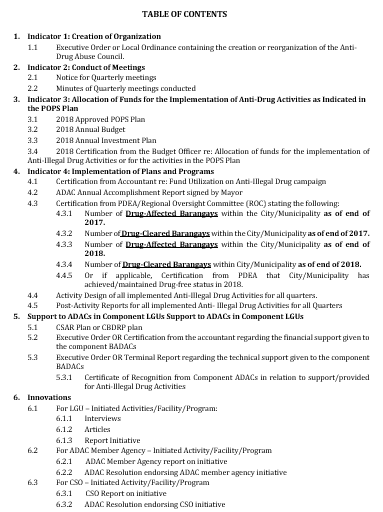 TABLE OF CONTENTS
1. Indicator 1: Creation of Organization
1.1 Executive Order or Local Ordinance containing the creation or reorganization of the Anti-
Drug Abuse Council.
2. Indicator 2: Conduct of Meetings
2.1 Notice for Quarterly meetings
2.2 Minutes of Quarterly meetings conducted
3. Indicator 3: Allocation of Funds for the Implementation of Anti-Drug Activities as Indicated in
the POPS Plan
3.1 2018 Approved POPS Plan
3.2 2018 Annual Budget
3.3 2018 Annual Investment Plan
3.4 2018 Certification from the Budget Officer re: Allocation of funds for the implementation of
Anti-Illegal Drug Activities or for the activities in the POPS Plan
4. Indicator 4: Implementation of Plans and Programs
4.1 Certification from Accountant re: Fund Utilization on Anti-Illegal Drug campaign
4.2 ADAC Annual Accomplishment Report signed by Mayor
4.3 Certification from PDEA/Regional Oversight Committee (ROC) stating the following:
4.3.1 Number of Drug-Affected Barangays within the City/Municipality as of end of
2017.
4.3.2 Number of Drug-Cleared Barangays within the City/Municipality as of end of 2017.
4.3.3 Number of Drug-Affected Barangays within the City/Municipality as of end of
2018.
4.3.4 Number of Drug-Cleared Barangays within City/Municipality as of end of 2018.
4.4.5 Or if applicable, Certification from PDEA that City/Municipality has
achieved/maintained Drug-free status in 2018.
4.4 Activity Design of all implemented Anti-Illegal Drug Activities for all quarters.
4.5 Post-Activity Reports for all implemented Anti- Illegal Drug Activities for all Quarters
5. Support to ADACs in Component LGUs Support to ADACs in Component LGUs
5.1 CSAR Plan or CBDRP plan
5.2 Executive Order OR Certification from the accountant regarding the financial support given to
the component BADACs
5.3 Executive Order OR Terminal Report regarding the technical support given to the component
BADACs
5.3.1 Certificate of Recognition from Component ADACs in relation to support/provided
for Anti-Illegal Drug Activities
6. Innovations
6.1 For LGU – Initiated Activities/Facility/Program:
6.1.1 Interviews
6.1.2 Articles
6.1.3 Report Initiative
6.2 For ADAC Member Agency – Initiated Activity/Facility/Program
6.2.1 ADAC Member Agency report on initiative
6.2.2 ADAC Resolution endorsing ADAC member agency initiative
6.3 For CSO – Initiated Activity/Facility/Program
6.3.1 CSO Report on initiative
6.3.2 ADAC Resolution endorsing CSO initiative